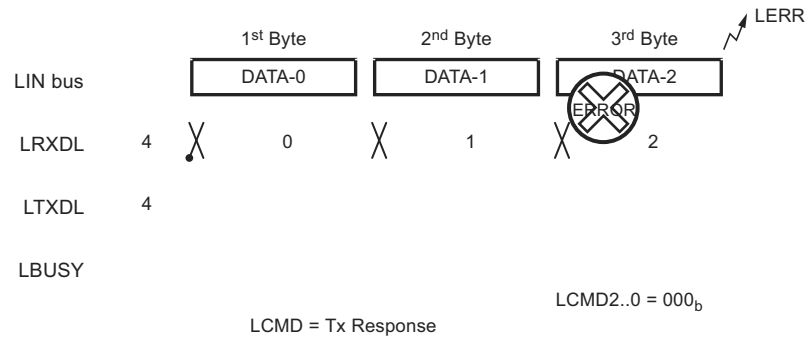 LERR
1st Byte 2nd Byte 3rd Byte
LIN bus DATA-0 DATA-1 DATA-2
ERROR
LRXDL 4 0 1 2
LTXDL 4
LBUSY
LCMD2..0 = 000b
LCMD = Tx Response